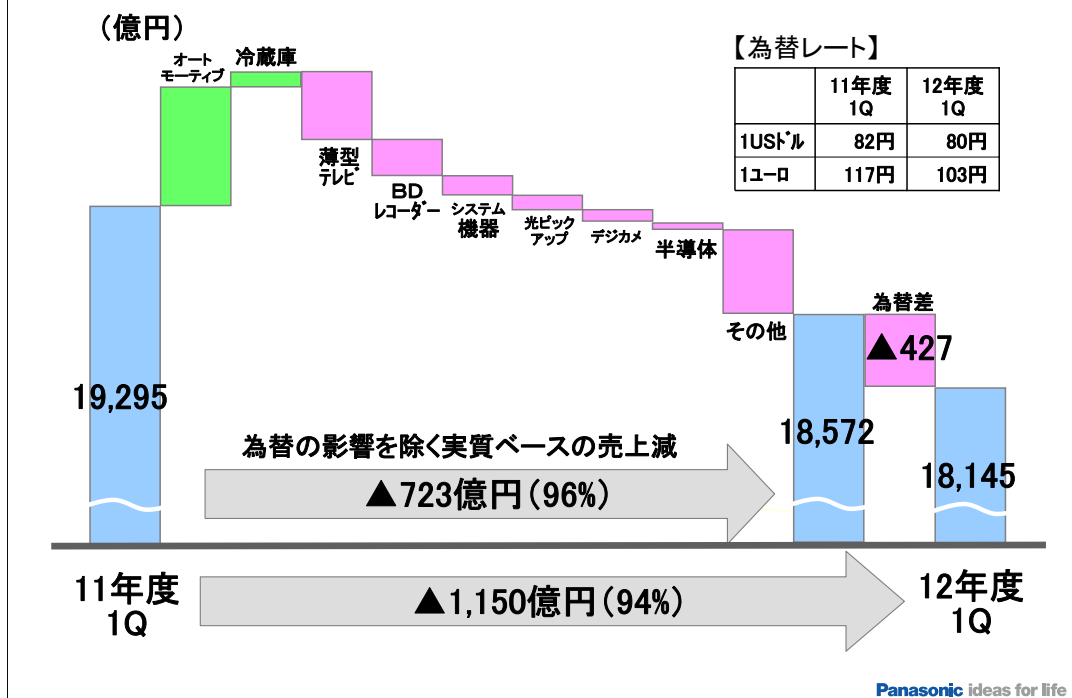 （億円）
オート
モーティブ
冷蔵庫
【為替レート】
11年度
1Q
12年度
1Q
1USﾄﾞﾙ 82円 80円
1ユーロ 117円 103円
薄型
テレビ
ＢＤ
レコーダー
システム
機器
光ピック
アップ
デジカメ
半導体
その他
為替差
▲427
19,295
18,572
18,145
為替の影響を除く実質ベースの売上減
▲723億円（96%）
11年度
1Q
▲1,150億円（94%）
12年度
1Q
Panasonic ideas for life